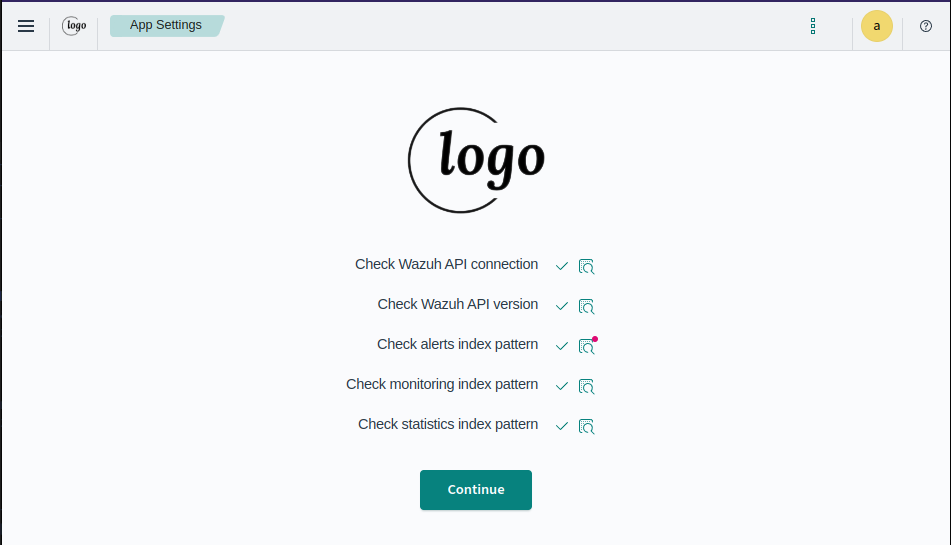 logo
App Settings
a
logo
Check Wazuh API connection
Check Wazuh API version
Check alerts index pattern
Check monitoring index pattern
Check statistics index pattern
Continue